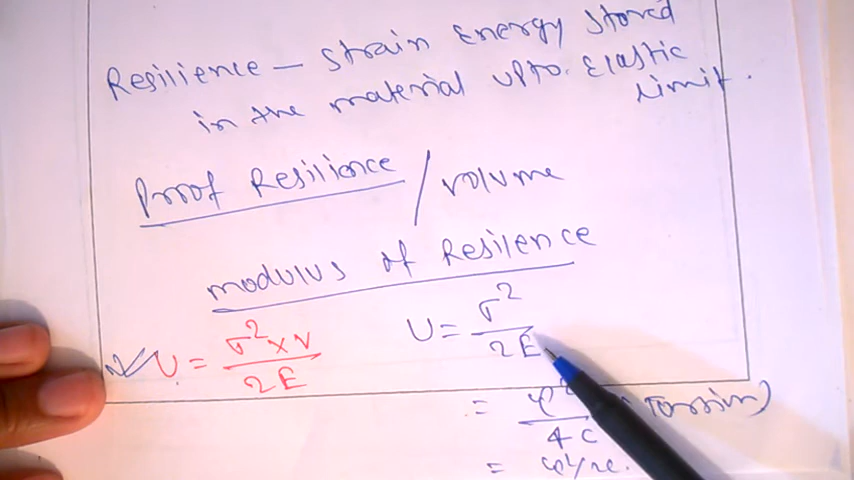 Resilience – Strain Energy stored
in the material upto Elastic
limit.
Proof Resilience / volume
modulus of Resilence
U = σ² × V / 2E
U = σ² / 2E
= / 4C torsion)
=